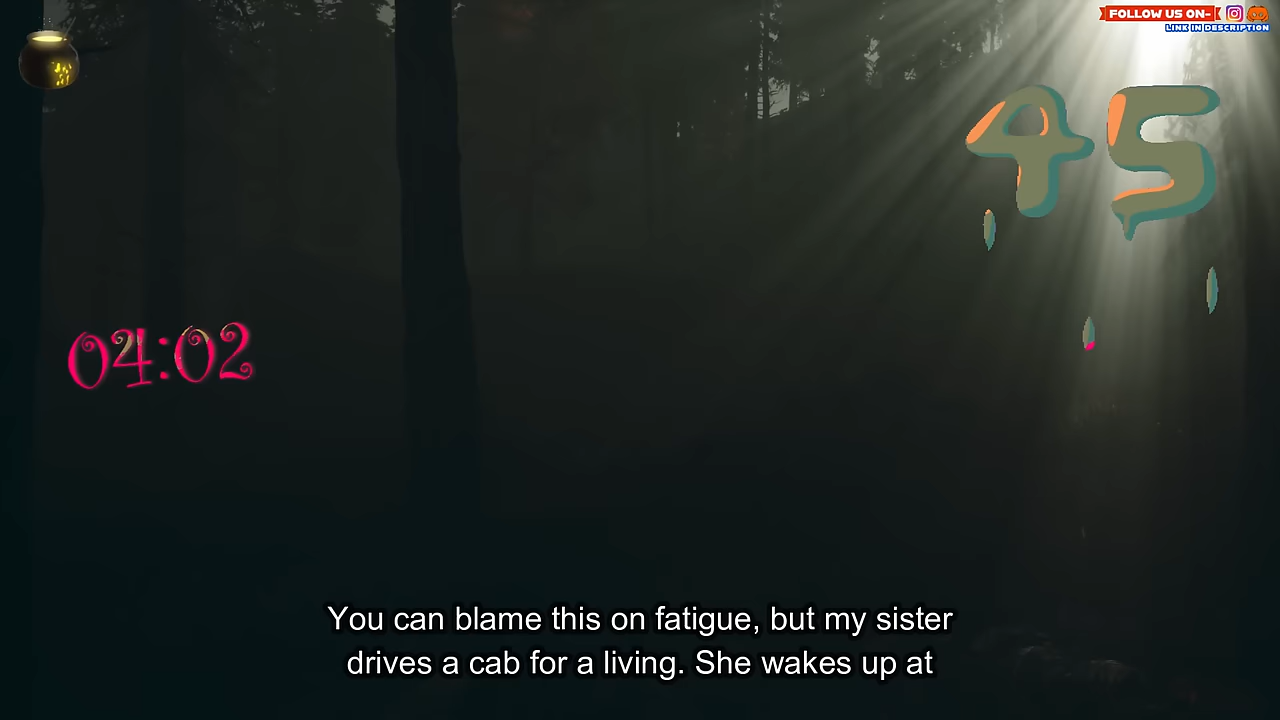 FOLLOW US ON-
LINK IN DESCRIPTION
45
04:02
You can blame this on fatigue, but my sister
drives a cab for a living. She wakes up at